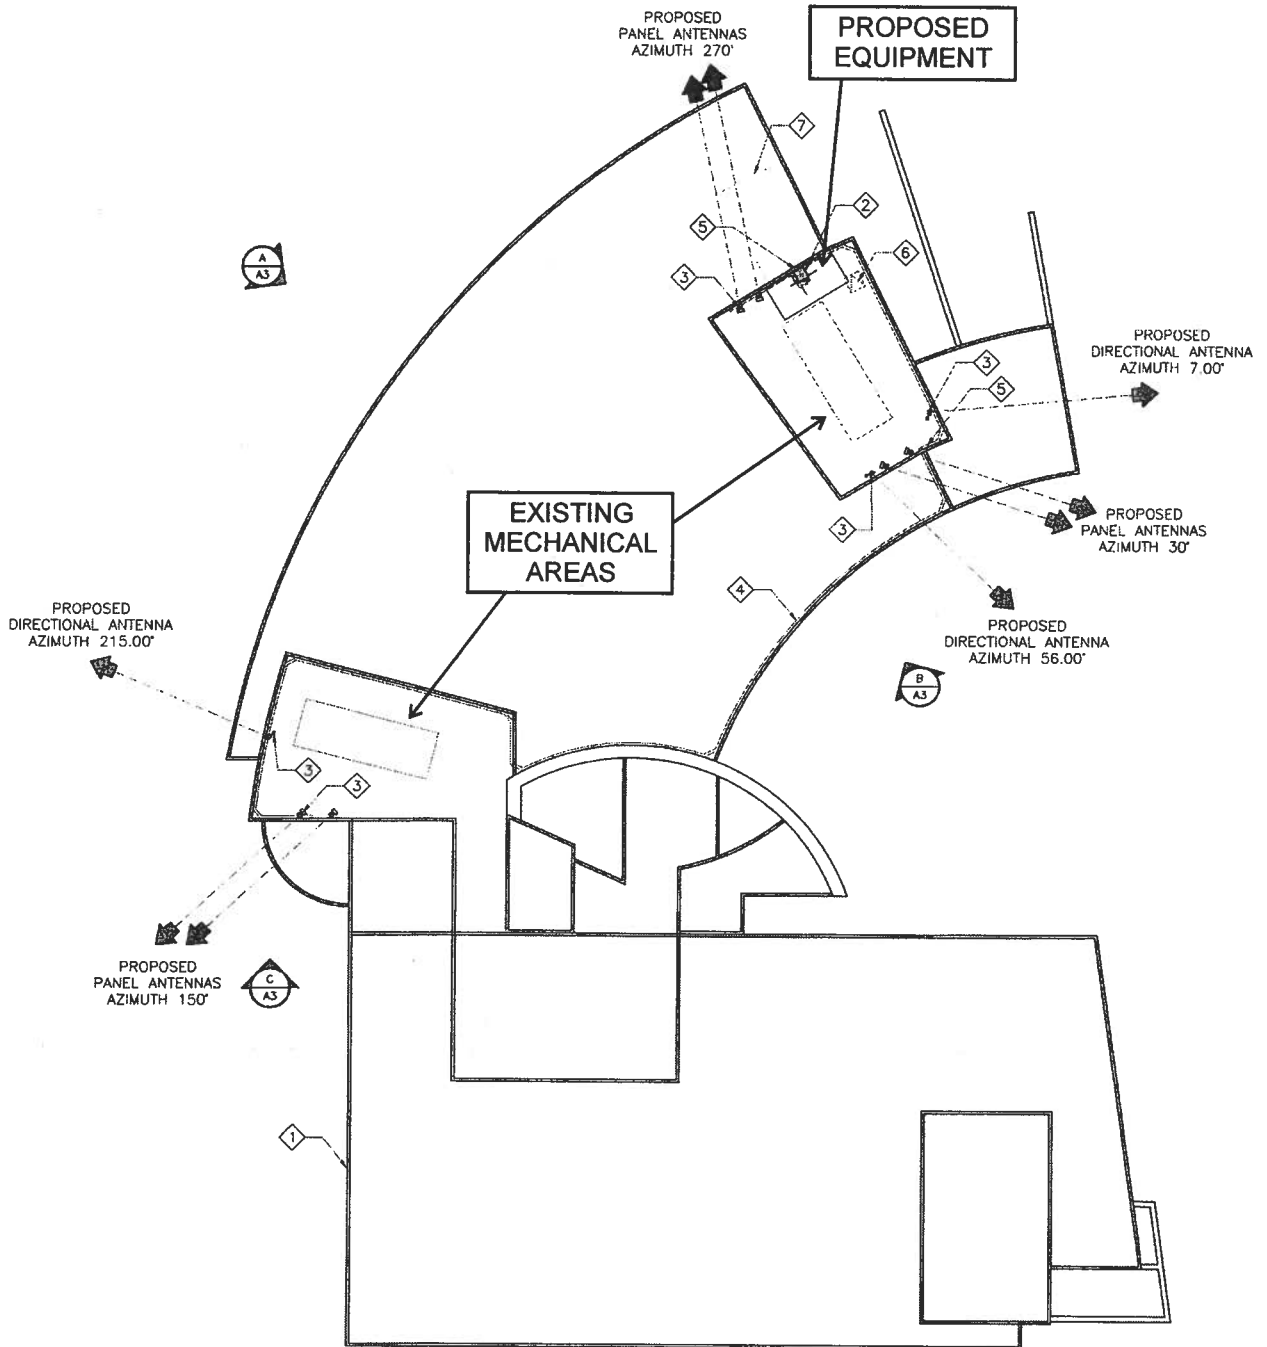 PROPOSED
PANEL ANTENNAS
AZIMUTH 270°
PROPOSED
EQUIPMENT
7
2
5
6
3
A
A3
PROPOSED
DIRECTIONAL ANTENNA
AZIMUTH 7.00°
3
5
EXISTING
MECHANICAL
AREAS
3
PROPOSED
PANEL ANTENNAS
AZIMUTH 30°
4
PROPOSED
DIRECTIONAL ANTENNA
AZIMUTH 215.00°
PROPOSED
DIRECTIONAL ANTENNA
AZIMUTH 56.00°
B
A3
3
3
PROPOSED
PANEL ANTENNAS
AZIMUTH 150°
C
A3
1